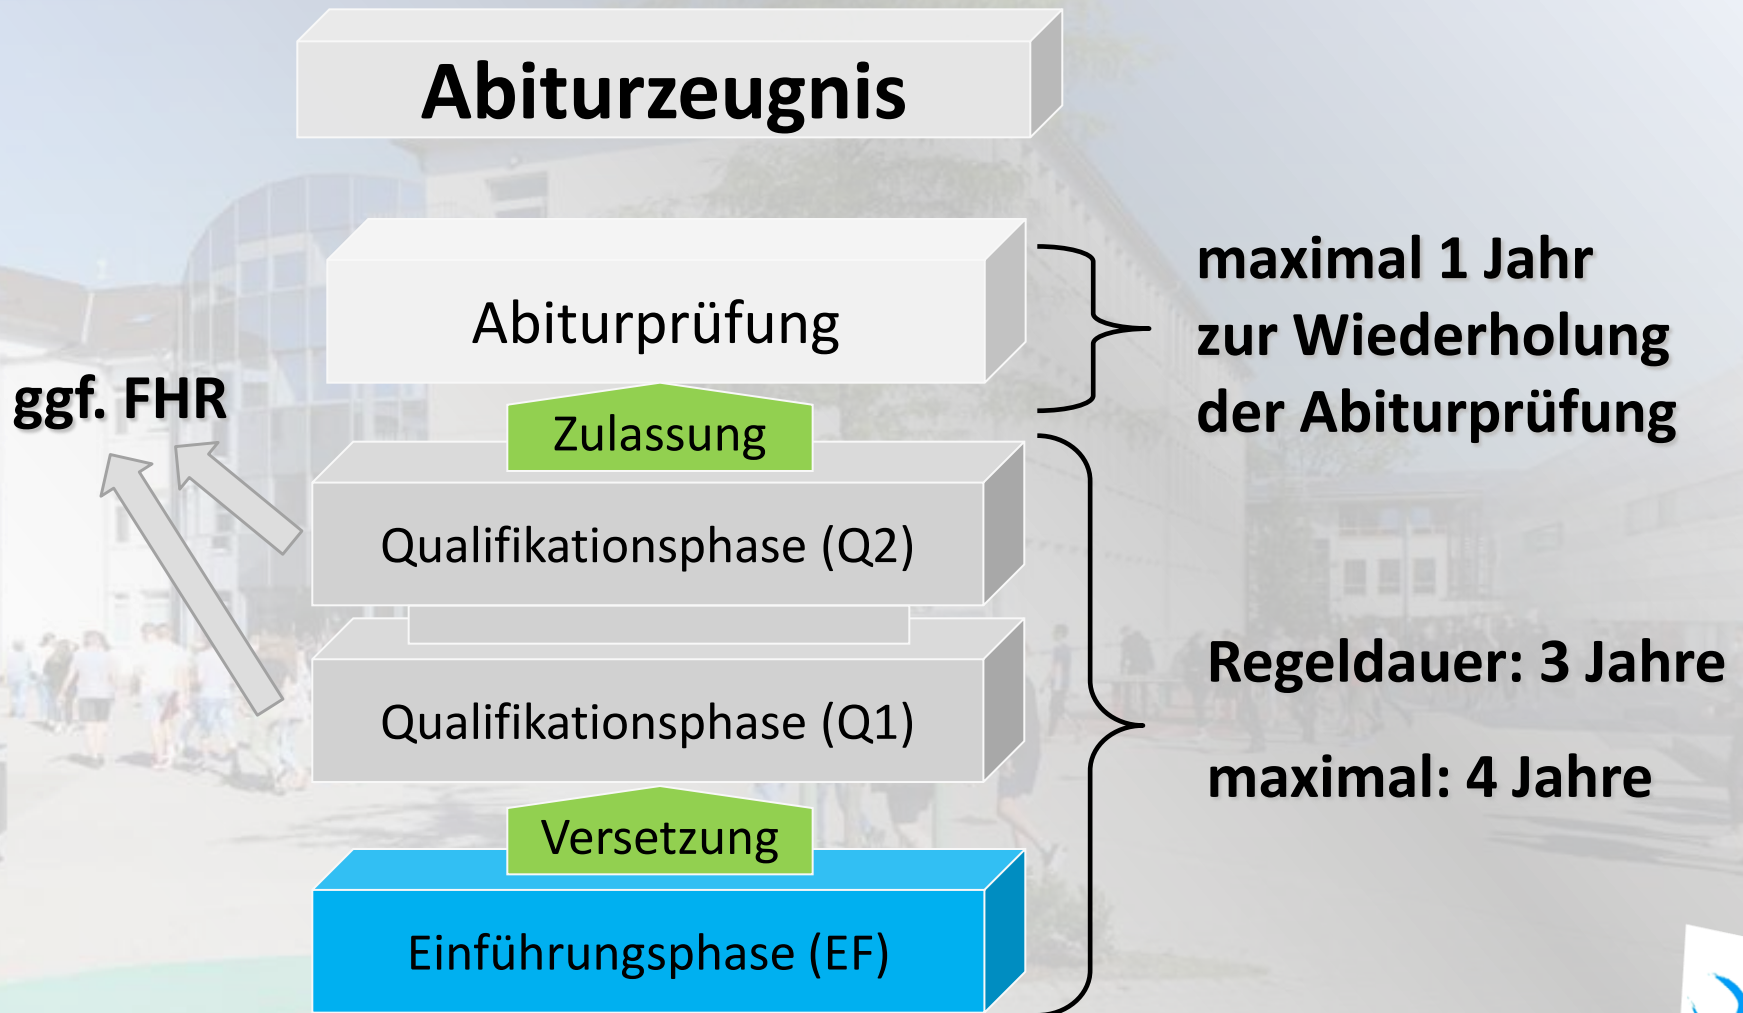 Abiturzeugnis
Abiturprüfung
maximal 1 Jahr
zur Wiederholung
der Abiturprüfung
ggf. FHR
Zulassung
Qualifikationsphase (Q2)
Qualifikationsphase (Q1)
Regeldauer: 3 Jahre
maximal: 4 Jahre
Versetzung
Einführungsphase (EF)